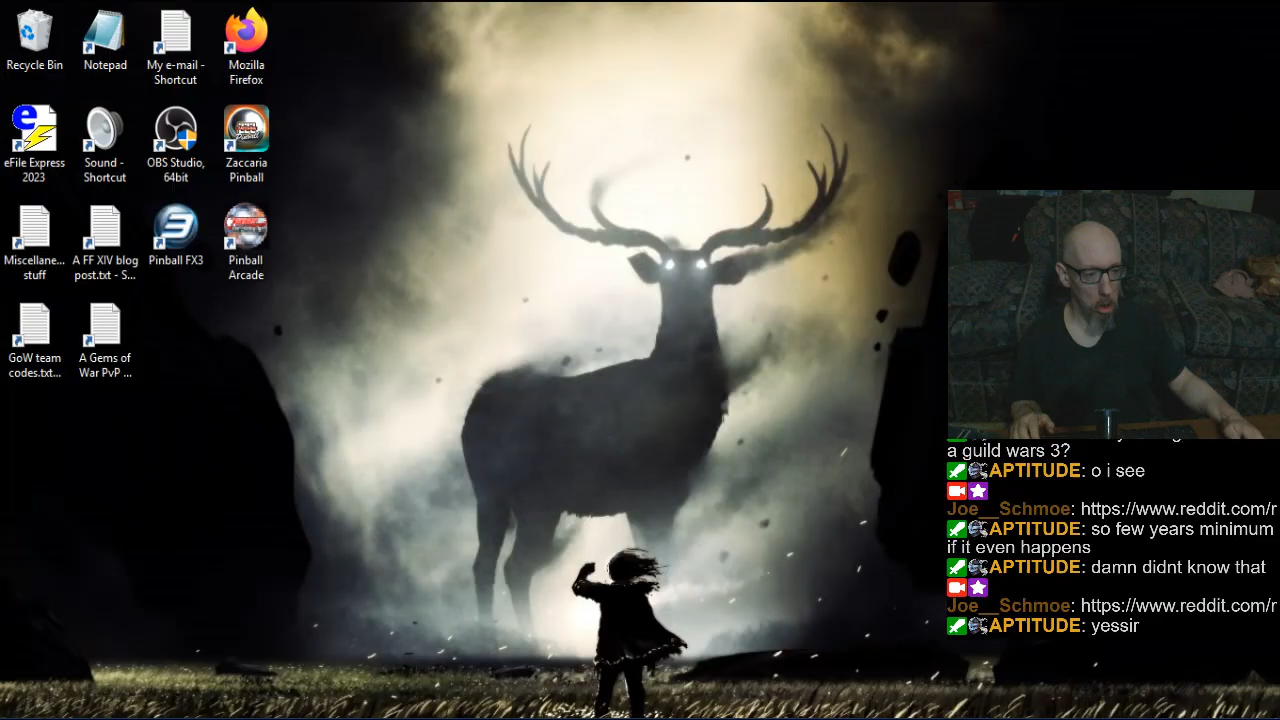 Recycle Bin
Notepad
My e-mail -
Shortcut
Mozilla
Firefox
eFile Express
2023
Sound -
Shortcut
OBS Studio,
64bit
Zaccaria
Pinball
Miscellane...
stuff
A FF XIV blog
post.txt - S...
Pinball FX3
Pinball
Arcade
GoW team
codes.txt...
A Gems of
War PvP ...
a guild wars 3?
APTITUDE: o i see
Joe__Schmoe: https://www.reddit.com/r
APTITUDE: so few years minimum
if it even happens
APTITUDE: damn didnt know that
Joe__Schmoe: https://www.reddit.com/r
APTITUDE: yessir